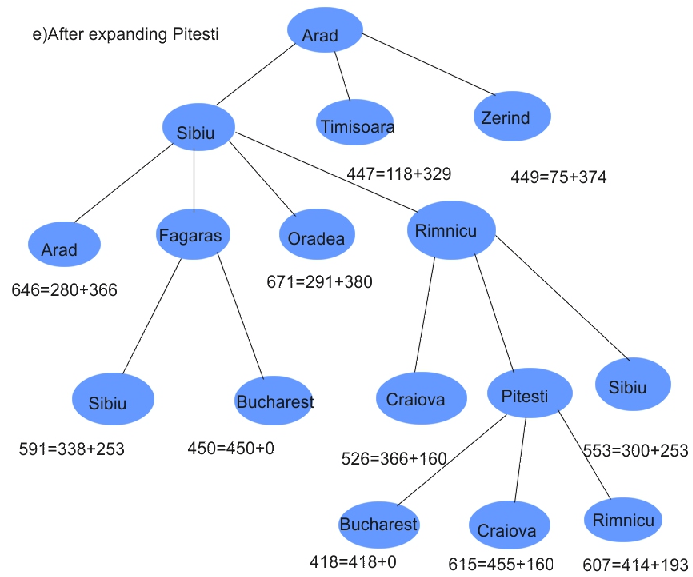 e)After expanding Pitesti
Arad
Sibiu
Timisoara
Zerind
447=118+329
449=75+374
Arad
Fagaras
Oradea
Rimnicu
646=280+366
671=291+380
Sibiu
Bucharest
Craiova
Pitesti
Sibiu
591=338+253
450=450+0
526=366+160
553=300+253
Bucharest
Craiova
Rimnicu
418=418+0
615=455+160
607=414+193